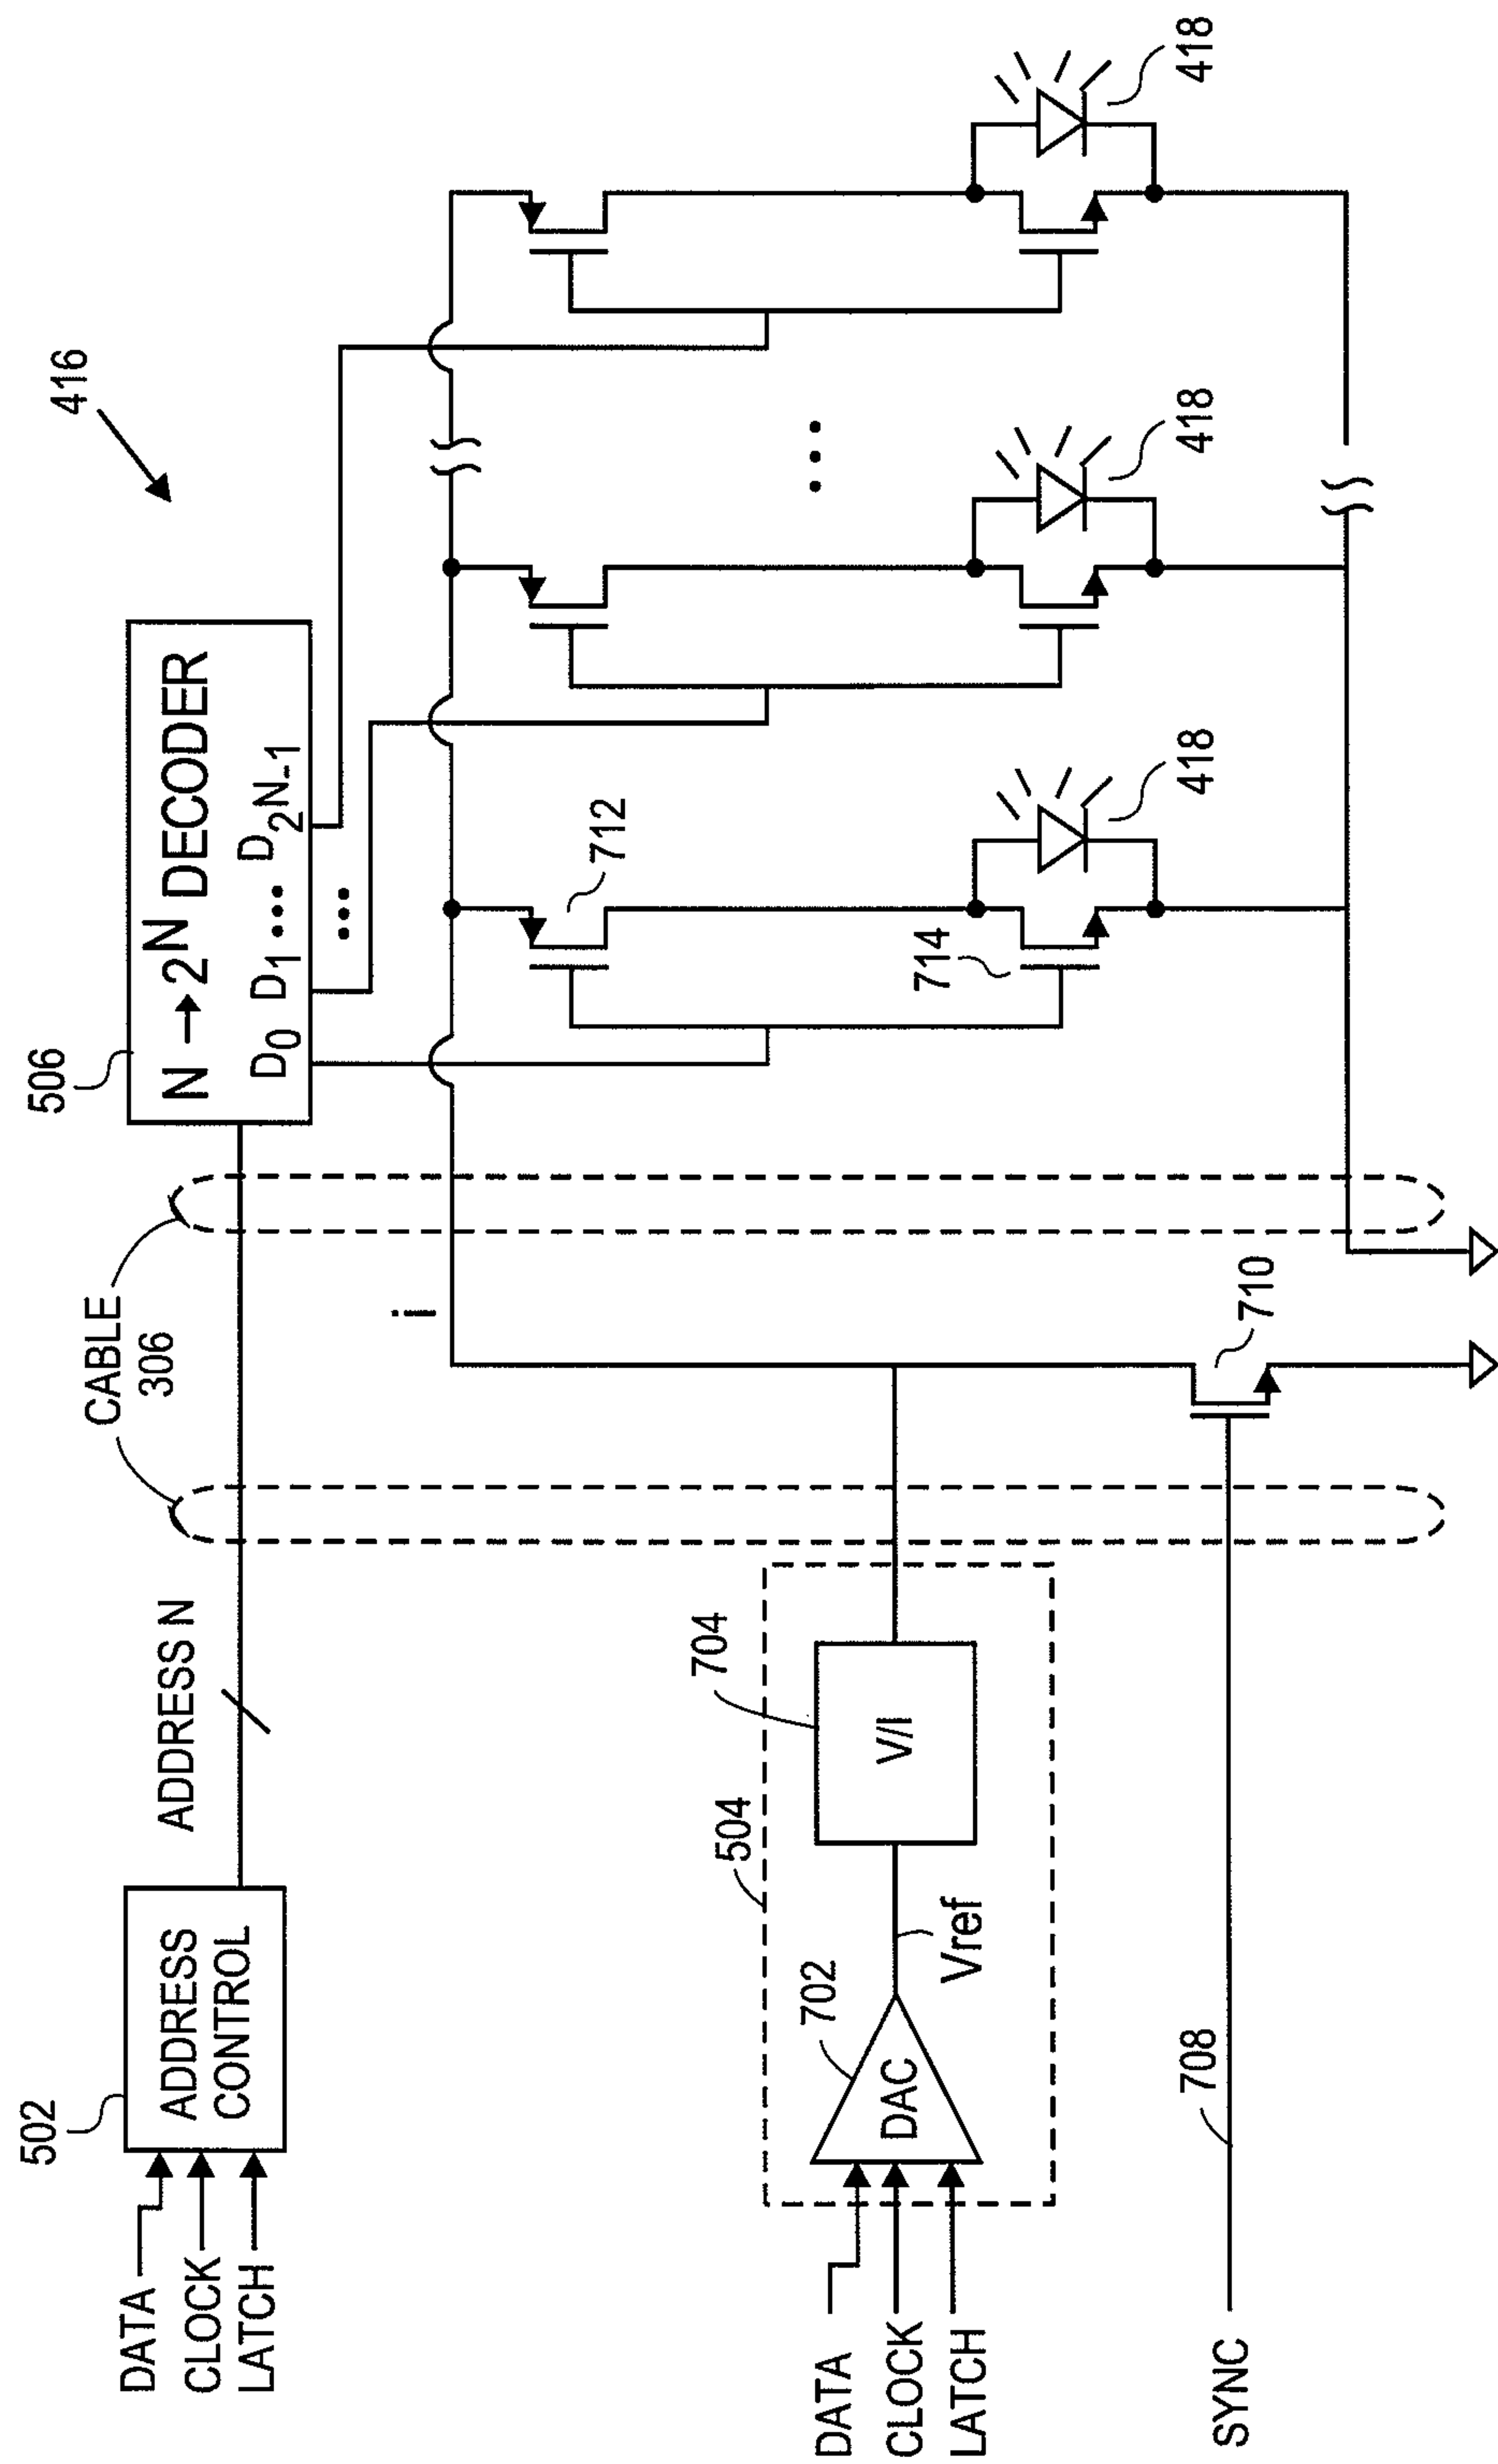 416
506
N → 2^N DECODER
D0 D1 ... D2N-1
...
CABLE
306
502
ADDRESS
CONTROL
ADDRESS N
DATA
CLOCK
LATCH
i
712
714
418
418
418
...
504
702
DAC
Vref
704
V/I
DATA
CLOCK
LATCH
710
708
SYNC